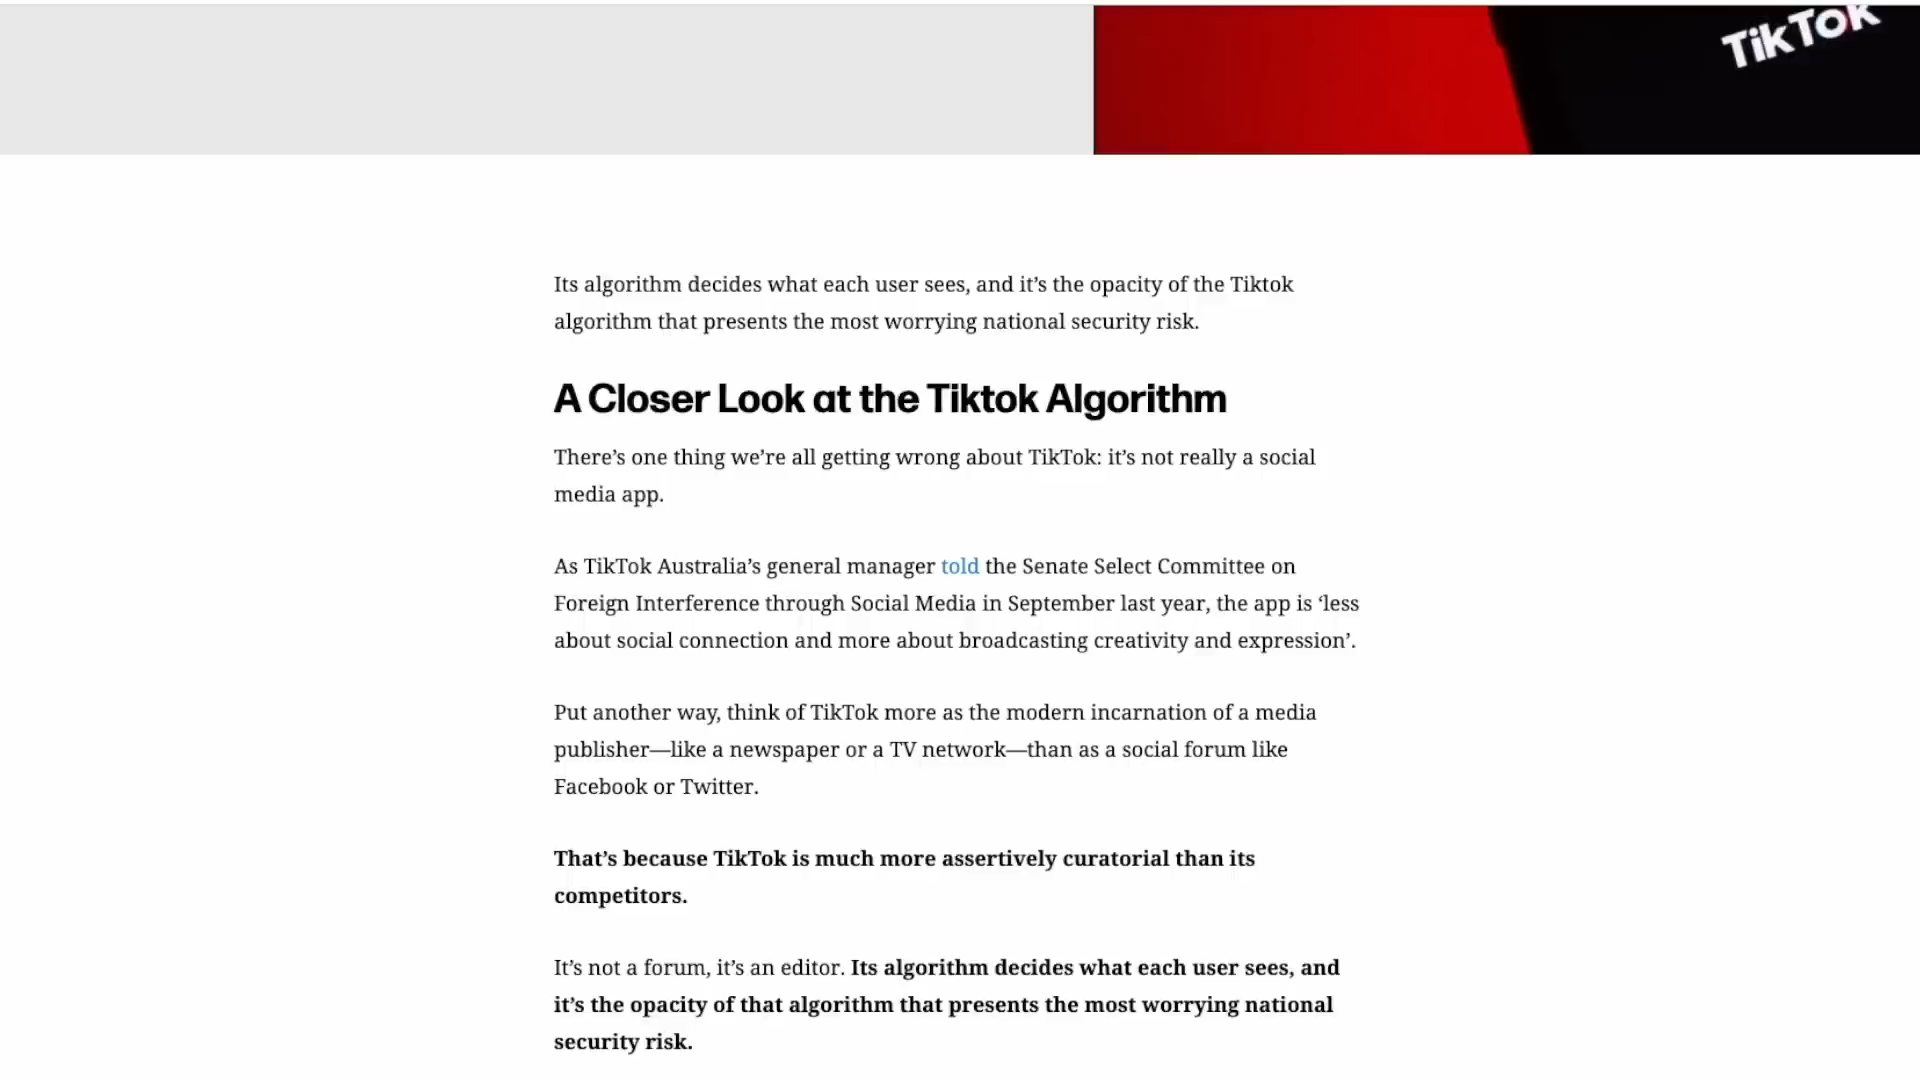 TikTok
Its algorithm decides what each user sees, and it’s the opacity of the Tiktok
algorithm that presents the most worrying national security risk.
A Closer Look at the Tiktok Algorithm
There’s one thing we’re all getting wrong about TikTok: it’s not really a social
media app.
As TikTok Australia’s general manager told the Senate Select Committee on
Foreign Interference through Social Media in September last year, the app is ‘less
about social connection and more about broadcasting creativity and expression’.
Put another way, think of TikTok more as the modern incarnation of a media
publisher—like a newspaper or a TV network—than as a social forum like
Facebook or Twitter.
That’s because TikTok is much more assertively curatorial than its
competitors.
It’s not a forum, it’s an editor. Its algorithm decides what each user sees, and
it’s the opacity of that algorithm that presents the most worrying national
security risk.